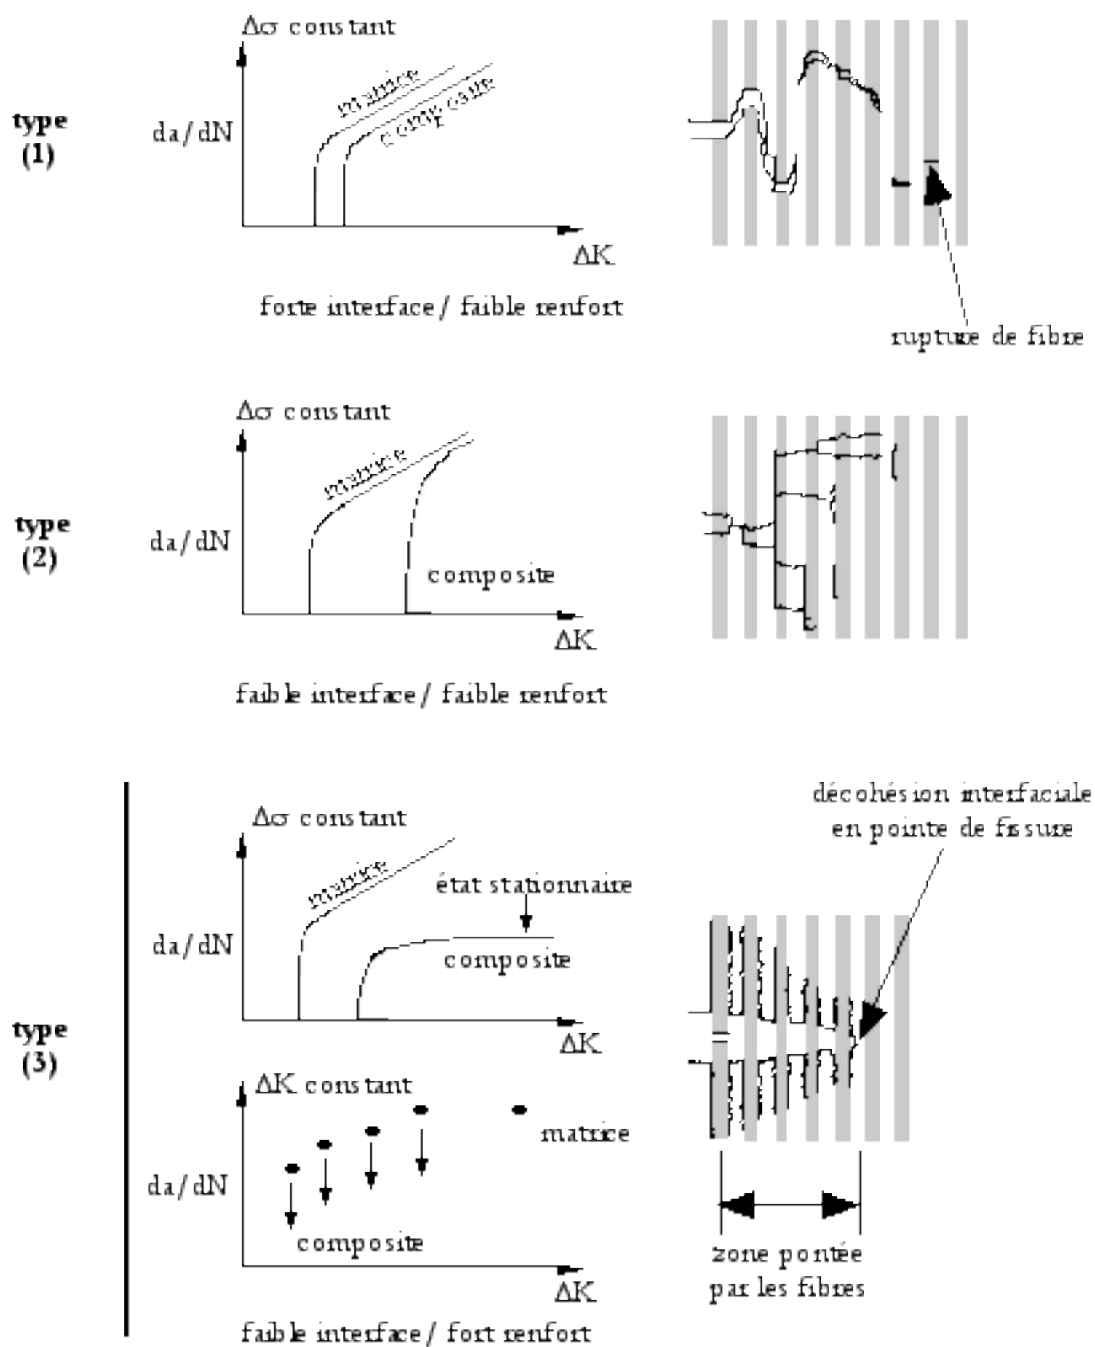 Δσ constant
matrice
composite
type
(1)
da/dN
ΔK
forte interface / faible renfort
rupture de fibre
Δσ constant
matrice
type
(2)
da/dN
composite
ΔK
faible interface / faible renfort
décohésion interfaciale
en pointe de fissure
Δσ constant
matrice
état stationnaire
da/dN
composite
type
(3)
ΔK
ΔK constant
matrice
da/dN
composite
ΔK
zone pontée
par les fibres
faible interface / fort renfort